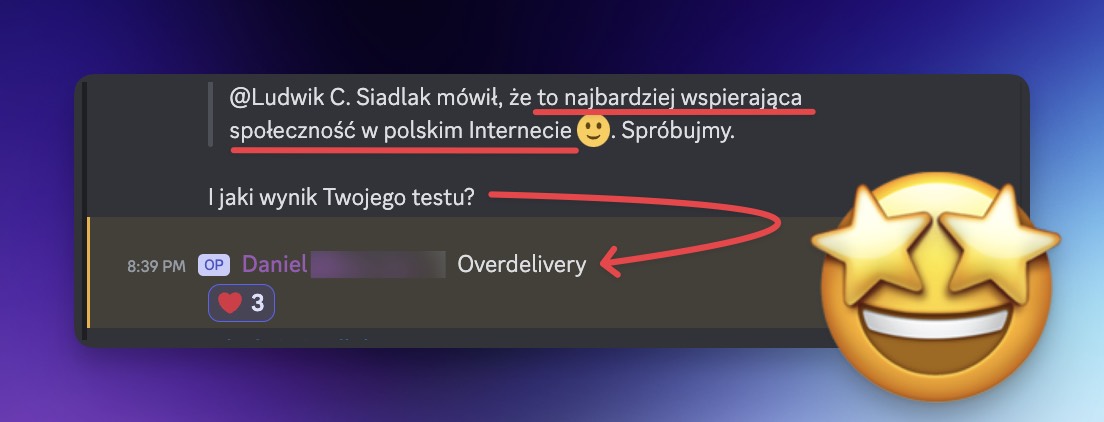 @Ludwik C. Siadlak mówił, że to najbardziej wspierająca
społeczność w polskim Internecie 🙂. Spróbujmy.
I jaki wynik Twojego testu?
8:39 PM OP Daniel Overdelivery
❤️ 3